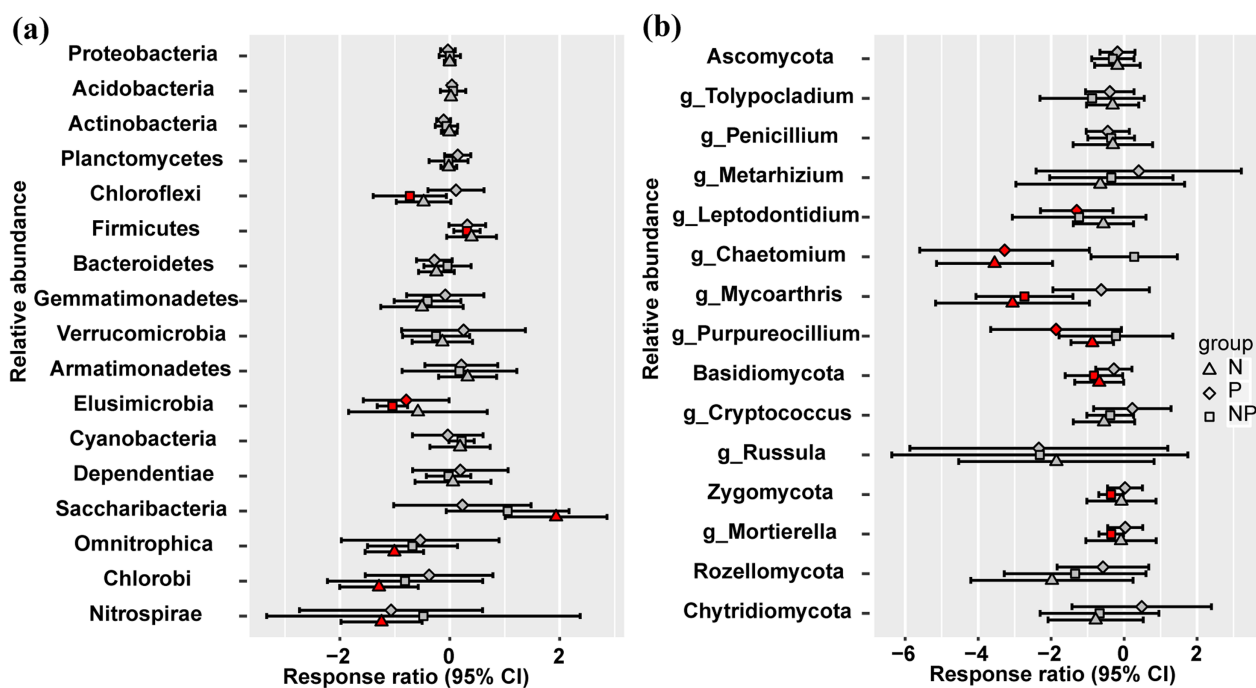 (a)
Relative abundance
Proteobacteria
Acidobacteria
Actinobacteria
Planctomycetes
Chloroflexi
Firmicutes
Bacteroidetes
Gemmatimonadetes
Verrucomicrobia
Armatimonadetes
Elusimicrobia
Cyanobacteria
Dependentiae
Saccharibacteria
Omnitrophica
Chlorobi
Nitrospirae
−2 0 2
Response ratio (95% CI)
(b)
Relative abundance
Ascomycota
g_Tolypocladium
g_Penicillium
g_Metarhizium
g_Leptodontidium
g_Chaetomium
g_Mycoarthris
g_Purpureocillium
Basidiomycota
g_Cryptococcus
g_Russula
Zygomycota
g_Mortierella
Rozellomycota
Chytridiomycota
−6 −4 −2 0 2
Response ratio (95% CI)
group
N
P
NP